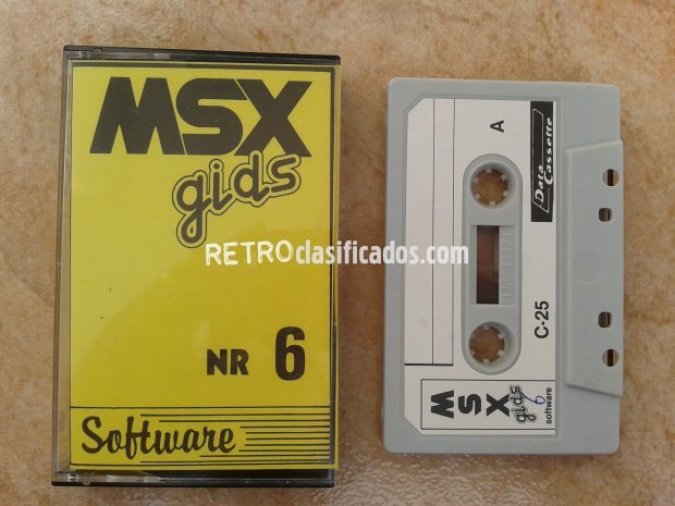 MSX
gids
NR 6
Software
RETROclasificados.com
A
Data
Cassette
C-25
MSX
gids
6
software